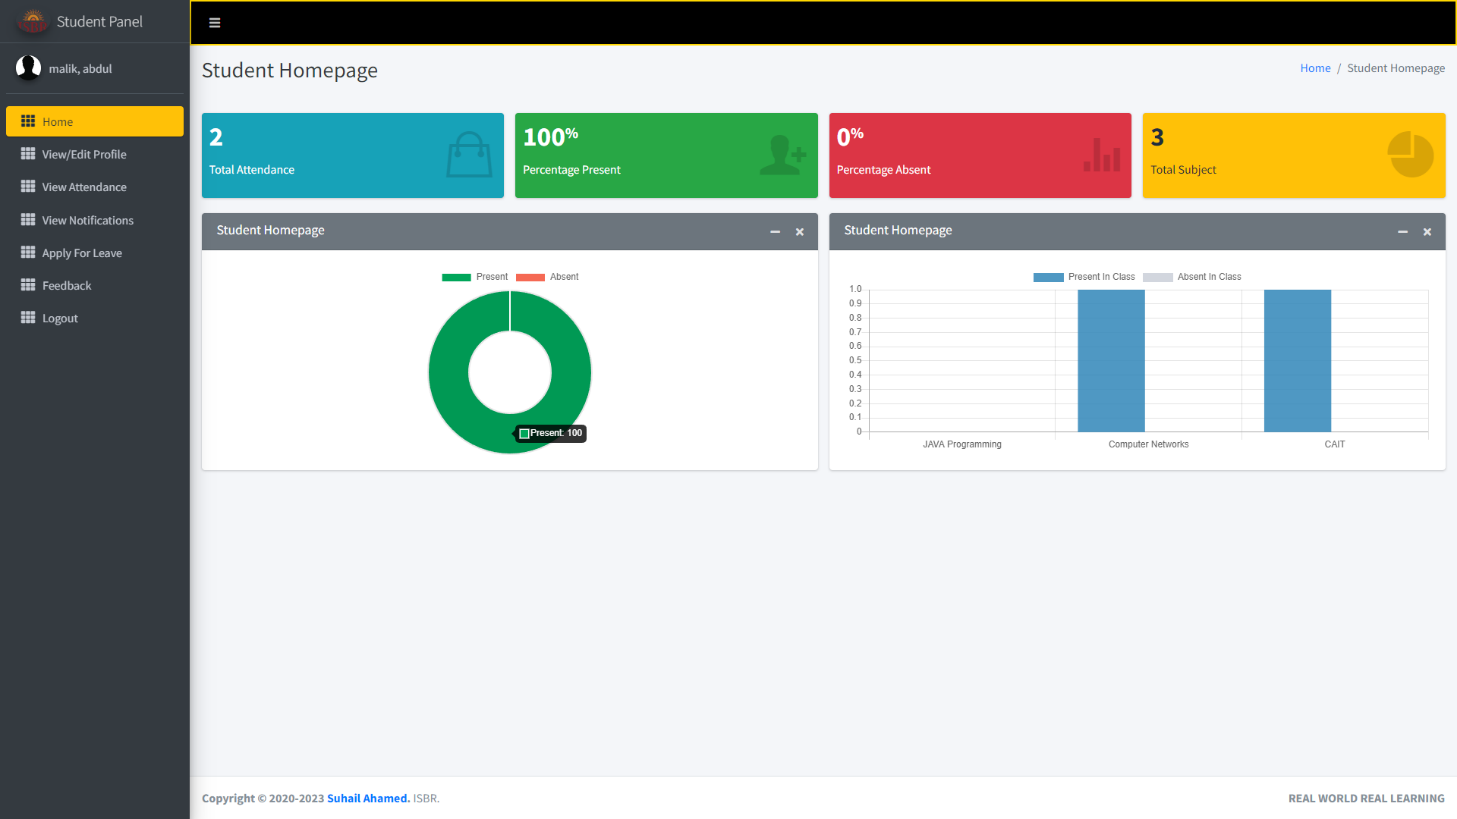 Student Panel
malik, abdul
Home
View/Edit Profile
View Attendance
View Notifications
Apply For Leave
Feedback
Logout
Student Homepage
Home / Student Homepage
2
Total Attendance
100%
Percentage Present
0%
Percentage Absent
3
Total Subject
Student Homepage
Present Absent
Present: 100
Student Homepage
Present In Class Absent In Class
1.0
0.9
0.8
0.7
0.6
0.5
0.4
0.3
0.2
0.1
0
JAVA Programming Computer Networks CAIT
Copyright © 2020-2023 Suhail Ahamed. ISBR.
REAL WORLD REAL LEARNING